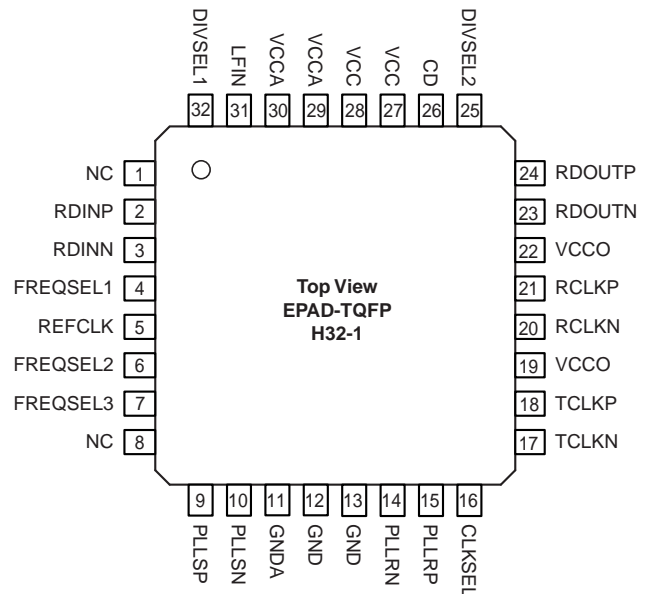 DIVSEL1 LFIN VCCA VCCA VCC VCC CD DIVSEL2
32 31 30 29 28 27 26 25
NC 1
RDINP 2
RDINN 3
FREQSEL1 4
REFCLK 5
FREQSEL2 6
FREQSEL3 7
NC 8
Top View
EPAD-TQFP
H32-1
24 RDOUTP
23 RDOUTN
22 VCCO
21 RCLKP
20 RCLKN
19 VCCO
18 TCLKP
17 TCLKN
9 10 11 12 13 14 15 16
PLLSP PLLSN GNDA GND GND PLLRN PLLRP CLKSEL